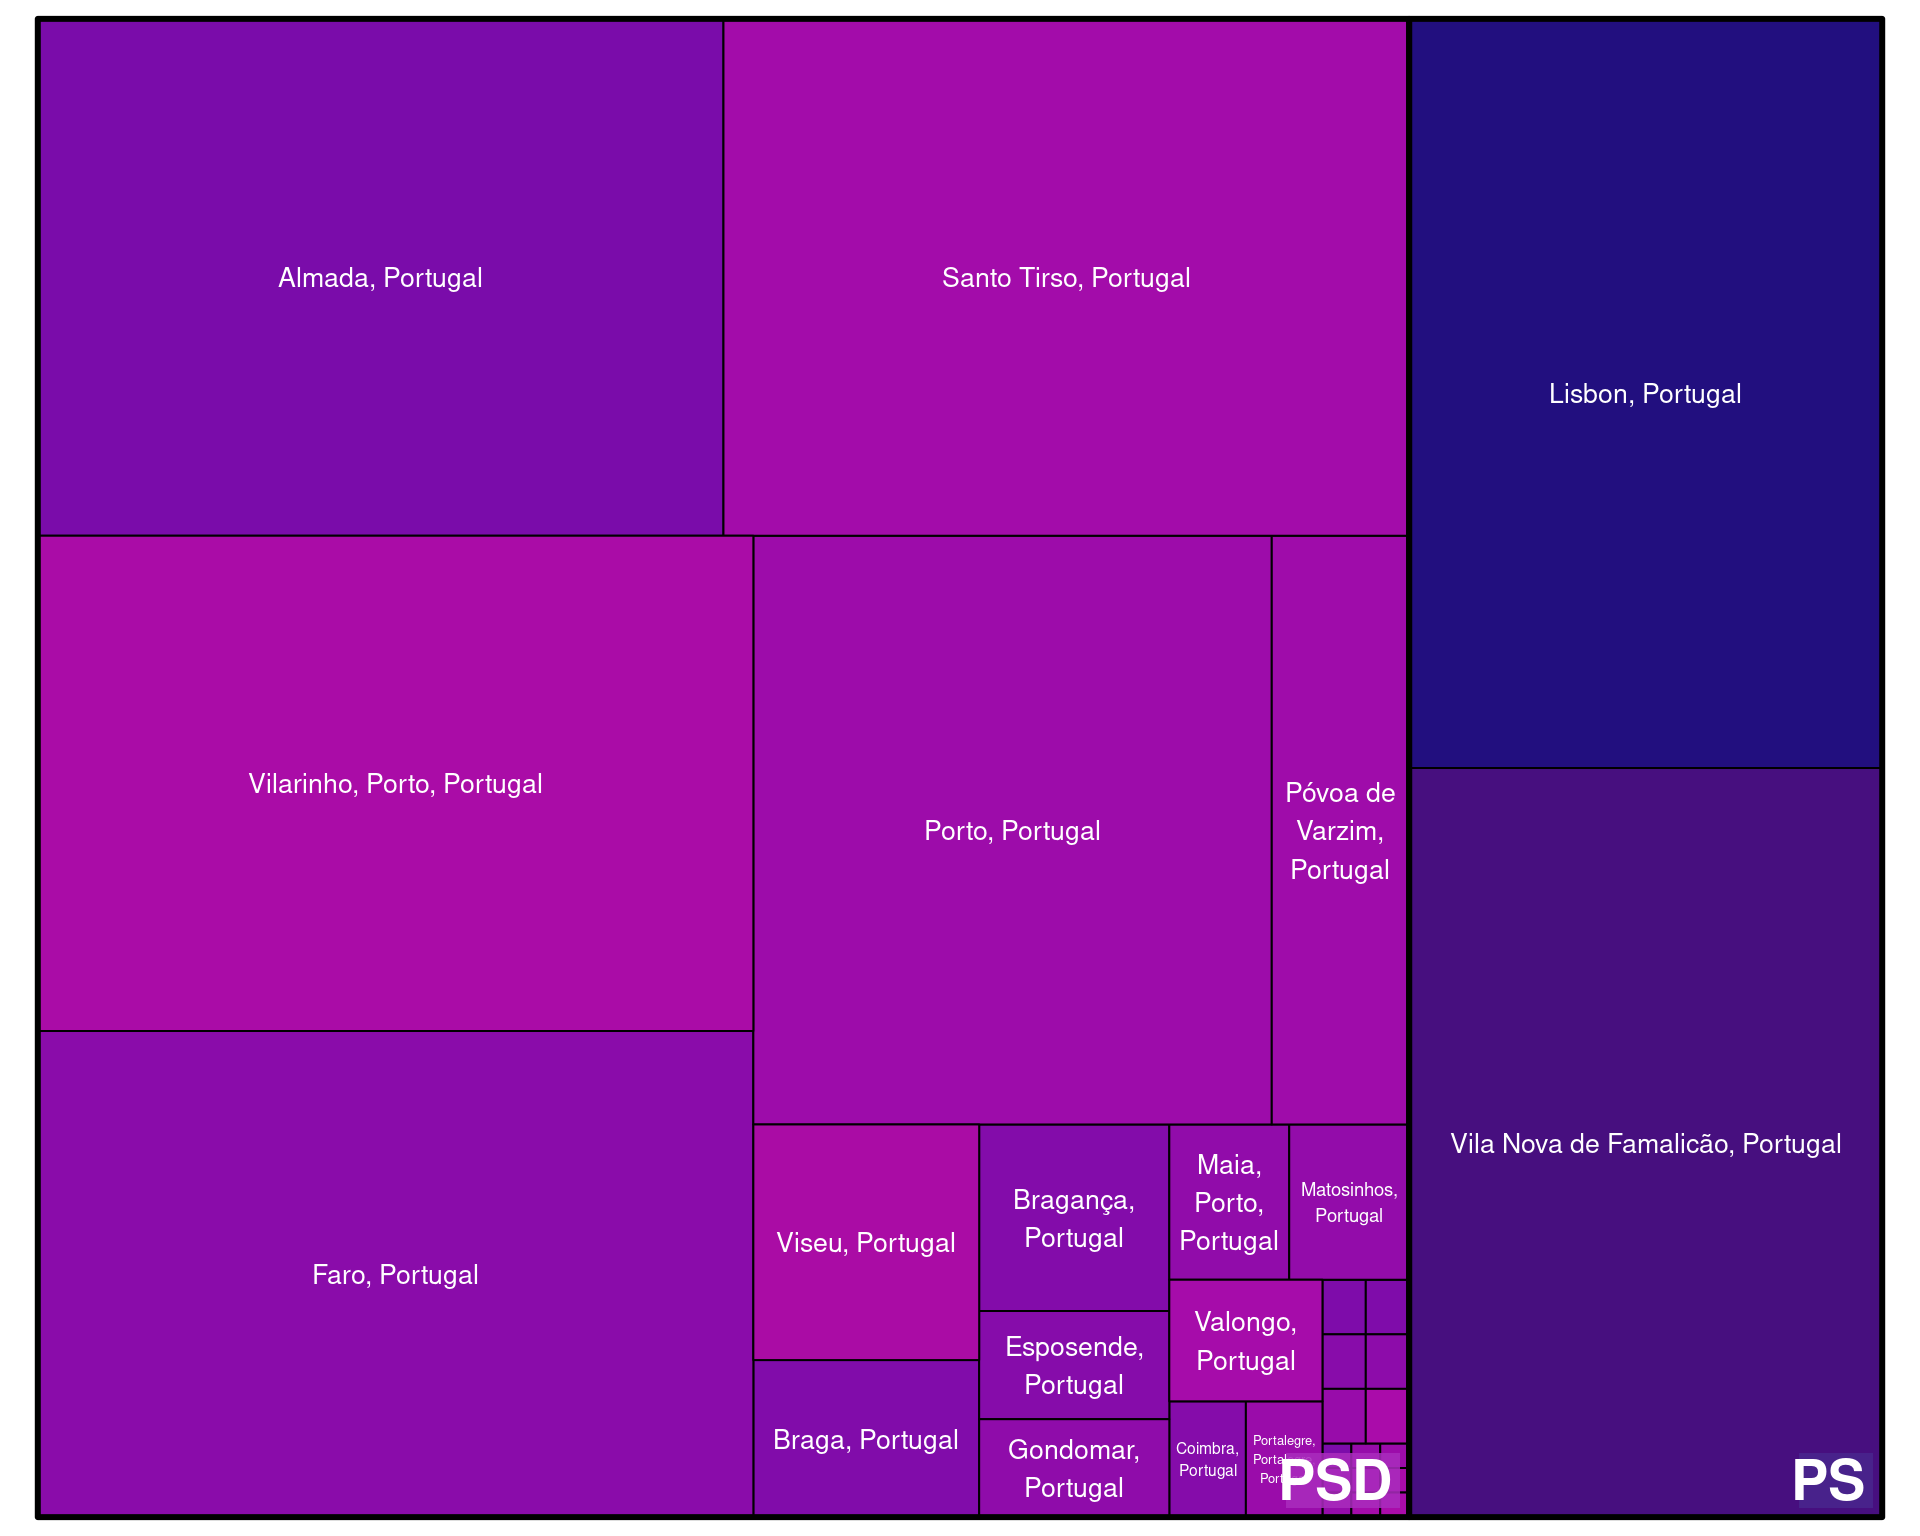 Almada, Portugal
Santo Tirso, Portugal
Lisbon, Portugal
Vilarinho, Porto, Portugal
Porto, Portugal
Póvoa de
Varzim,
Portugal
Faro, Portugal
Vila Nova de Famalicão, Portugal
Viseu, Portugal
Bragança,
Portugal
Maia,
Porto,
Portugal
Matosinhos,
Portugal
Esposende,
Portugal
Valongo,
Portugal
Braga, Portugal
Gondomar,
Portugal
Coimbra,
Portugal
Portalegre,
PSD
PS